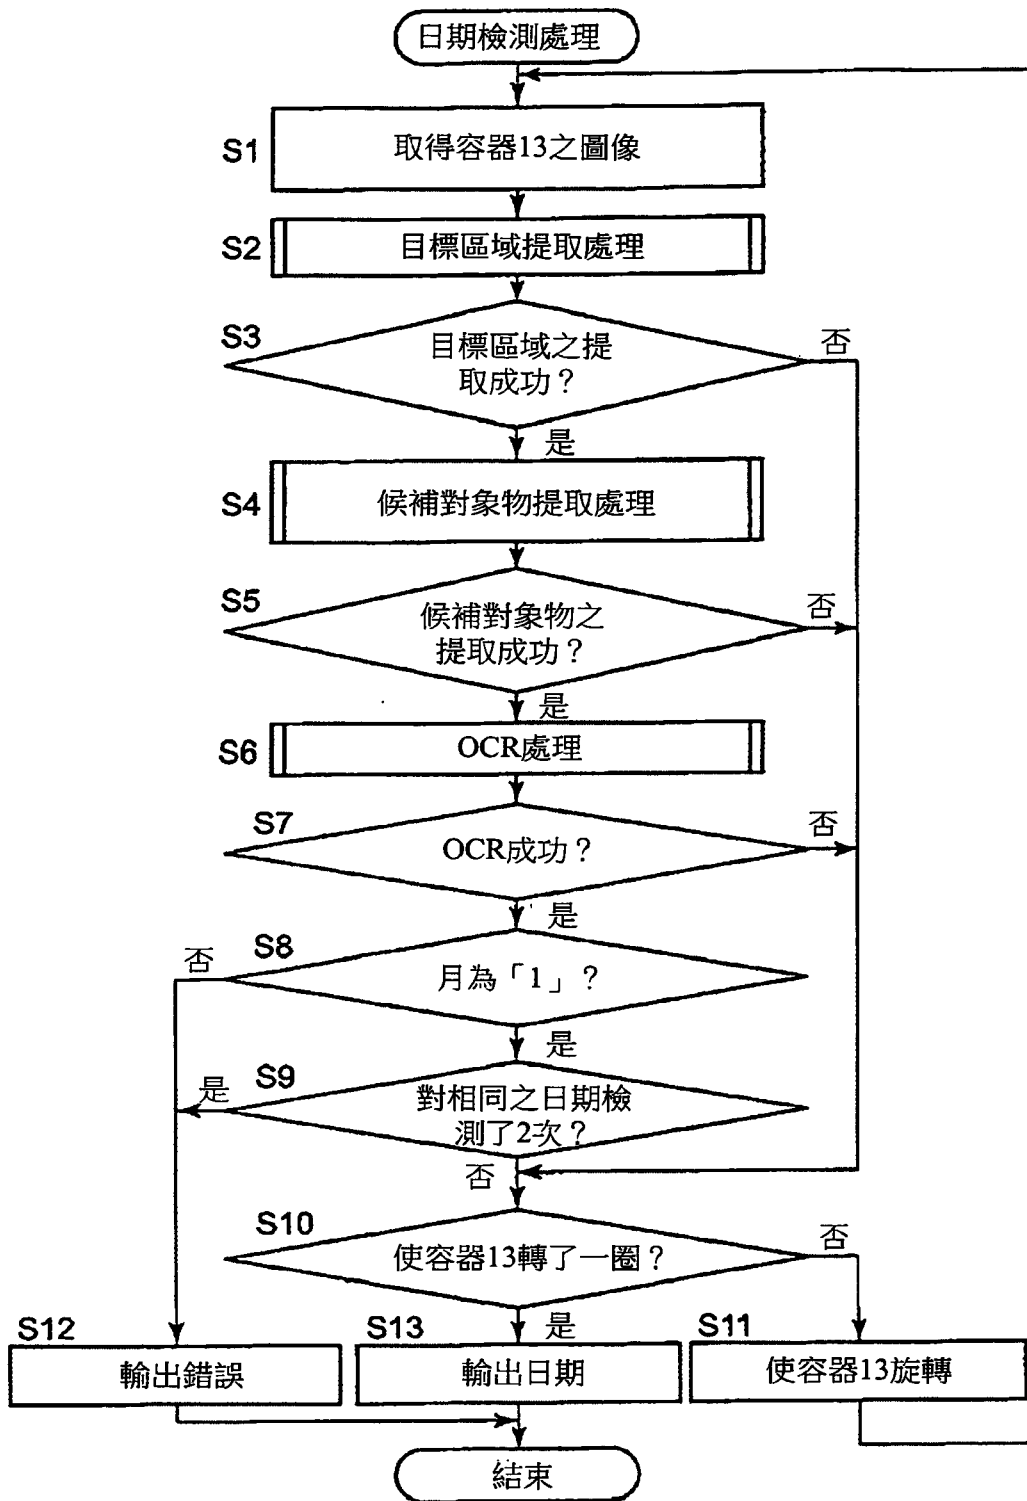 日期檢測處理
S1
取得容器13之圖像
S2
目標區域提取處理
S3
目標區域之提
取成功？
否
是
S4
候補對象物提取處理
S5
候補對象物之
提取成功？
否
是
S6
OCR處理
S7
OCR成功？
否
是
S8
月為「1」？
否
是
S9
對相同之日期檢
測了2次？
是
否
S10
使容器13轉了一圈？
否
是
S12
輸出錯誤
S13
輸出日期
S11
使容器13旋轉
結束